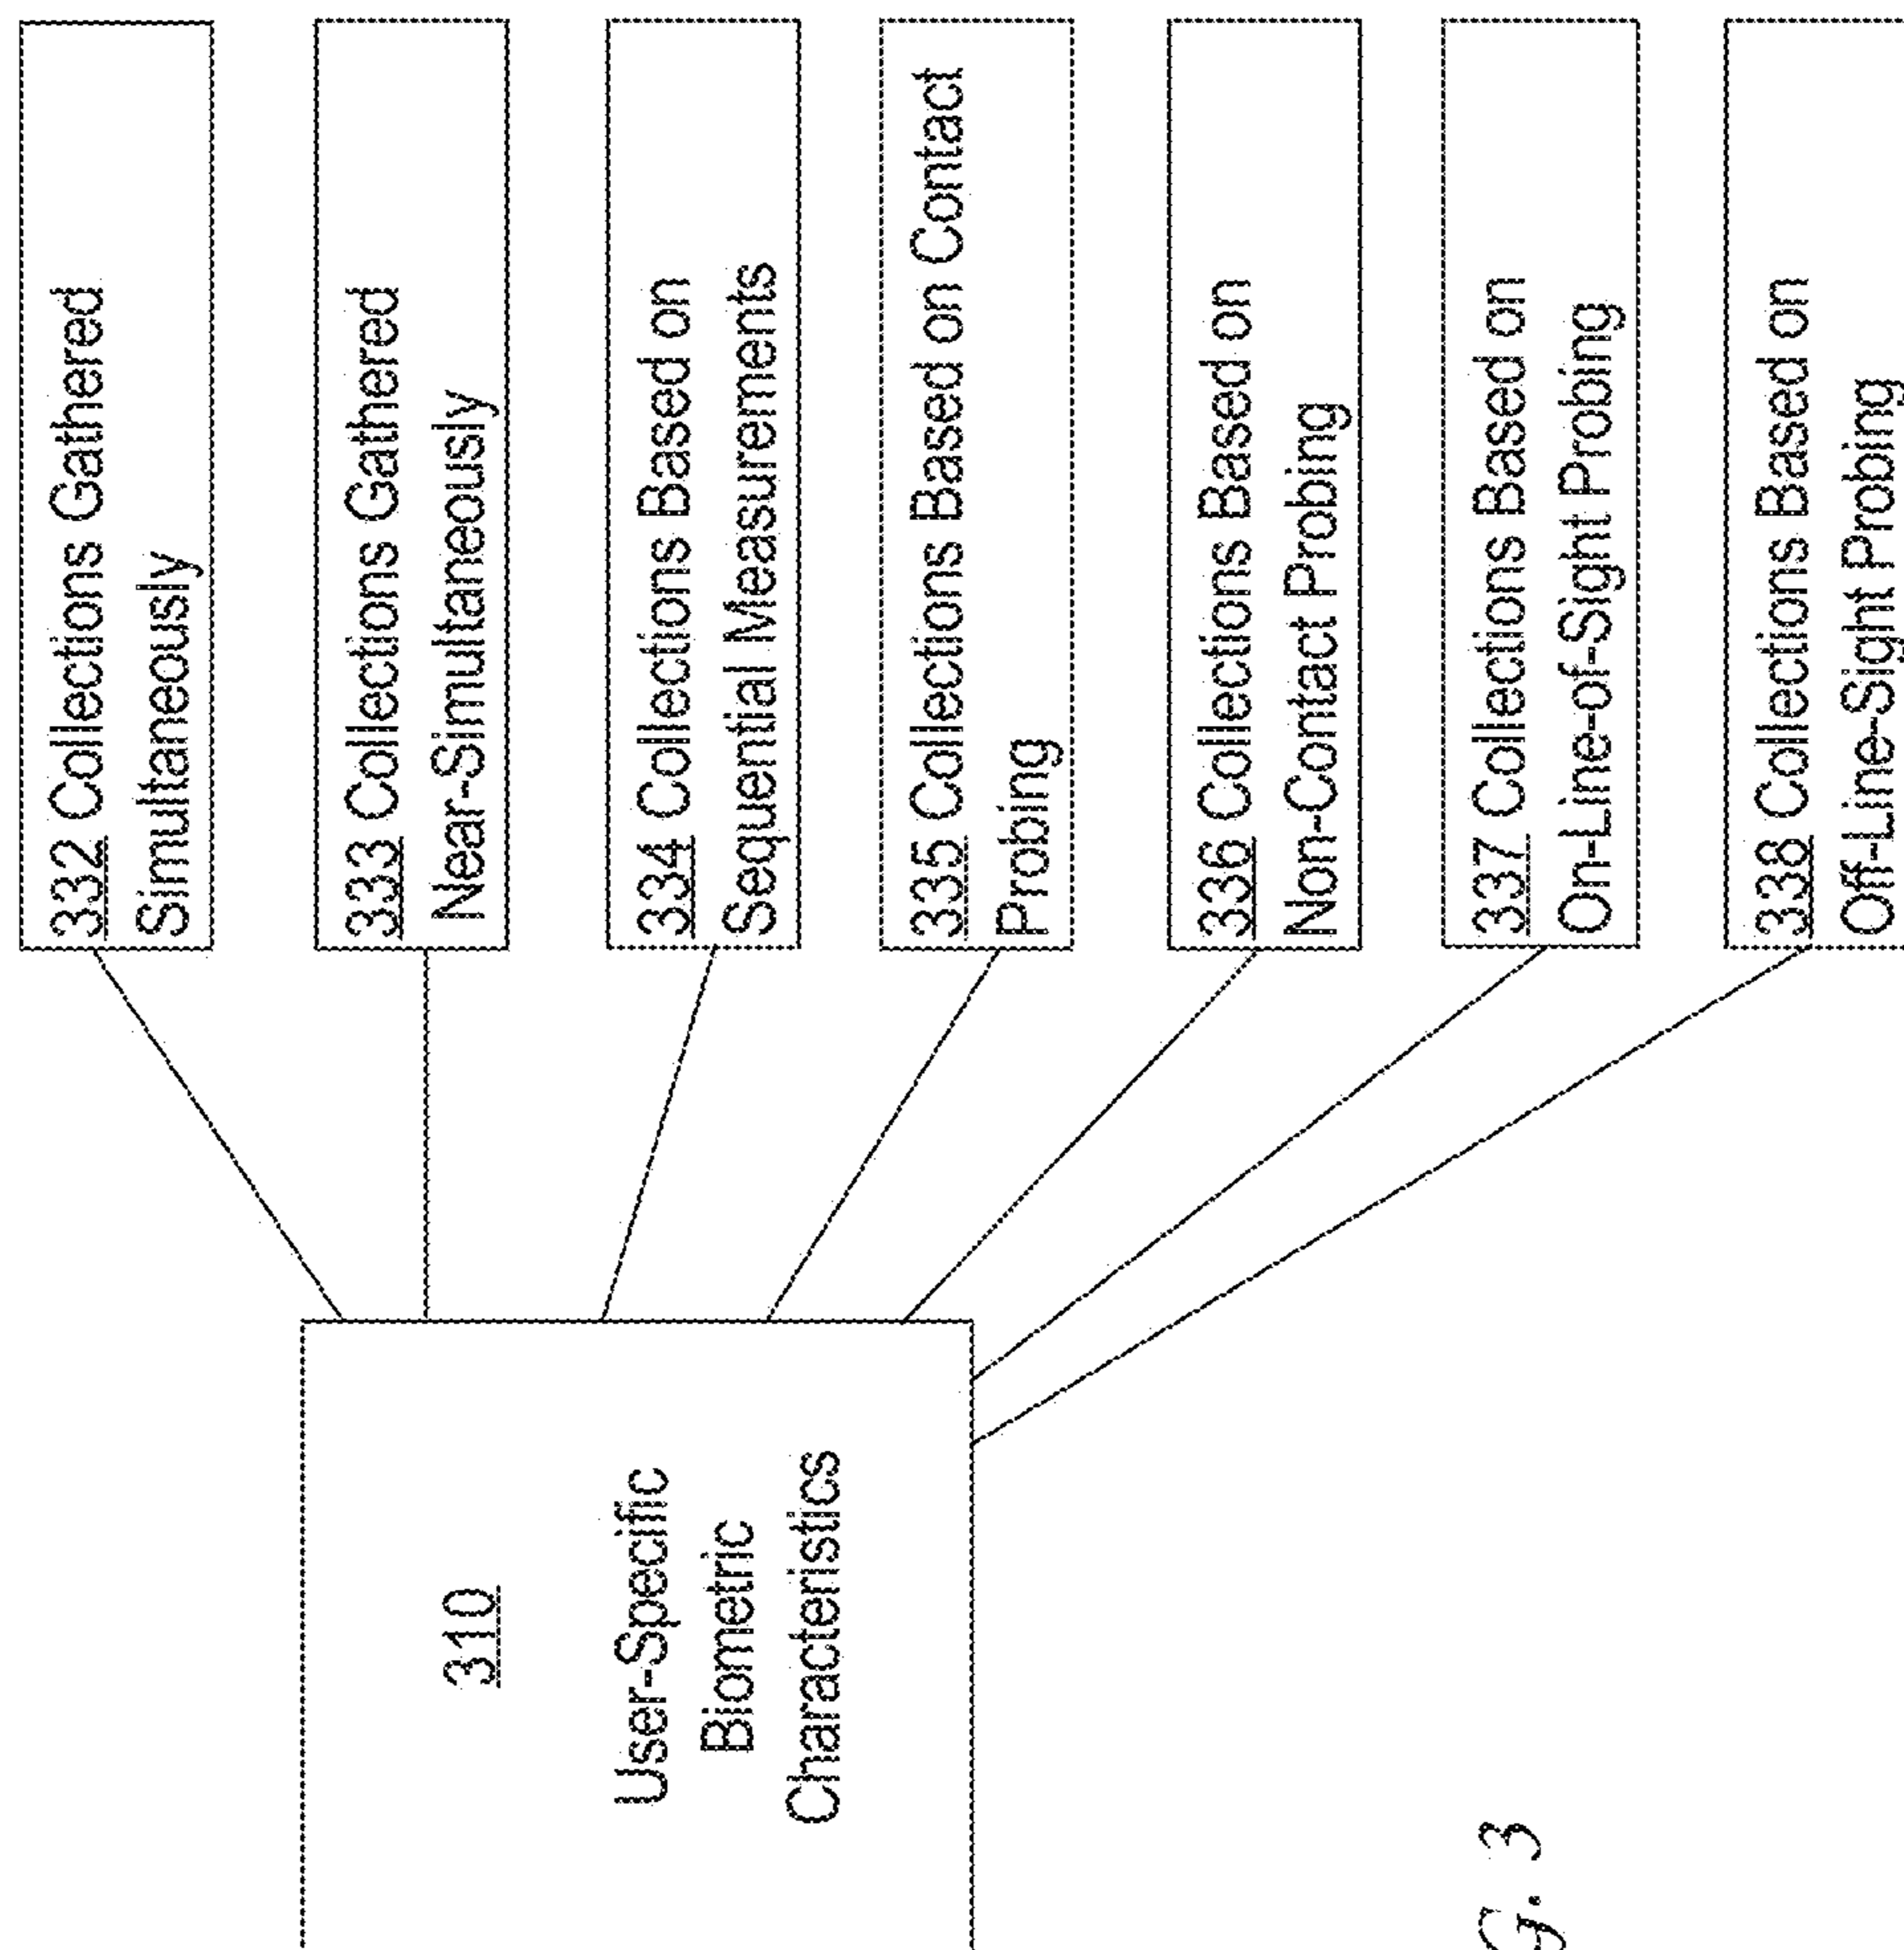 332 Collections Gathered
Simultaneously
333 Collections Gathered
Near-Simultaneously
334 Collections Based on
Sequential Measurements
335 Collections Based on Contact
Probing
336 Collections Based on
Non-Contact Probing
337 Collections Based on
On-Line-of-Sight Probing
338 Collections Based on
Off-Line-Sight Probing
310
User-Specific
Biometric
Characteristics
G. 3